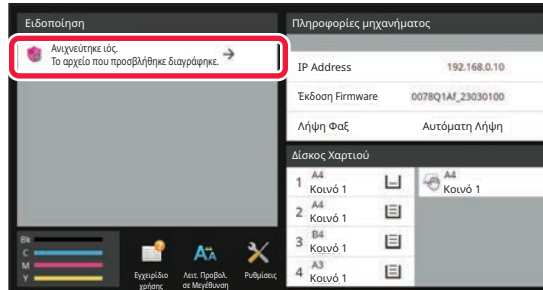 Ειδοποίηση
Ανιχνεύτηκε ιός.
Το αρχείο που προσβλήθηκε διαγράφηκε.
Bk
C
M
Y
Εγχειρίδιο
χρήσης
Λειτ. Προβολ.
σε Μεγέθυνση
Ρυθμίσεις
Πληροφορίες μηχανήματος
IP Address 192.168.0.10
Έκδοση Firmware 0078Q1Af_23030100
Λήψη Φαξ Αυτόματη Λήψη
Δίσκος Χαρτιού
1 A4
Κοινό 1
A4
Κοινό 1
2 A4
Κοινό 1
3 B4
Κοινό 1
4 A3
Κοινό 1